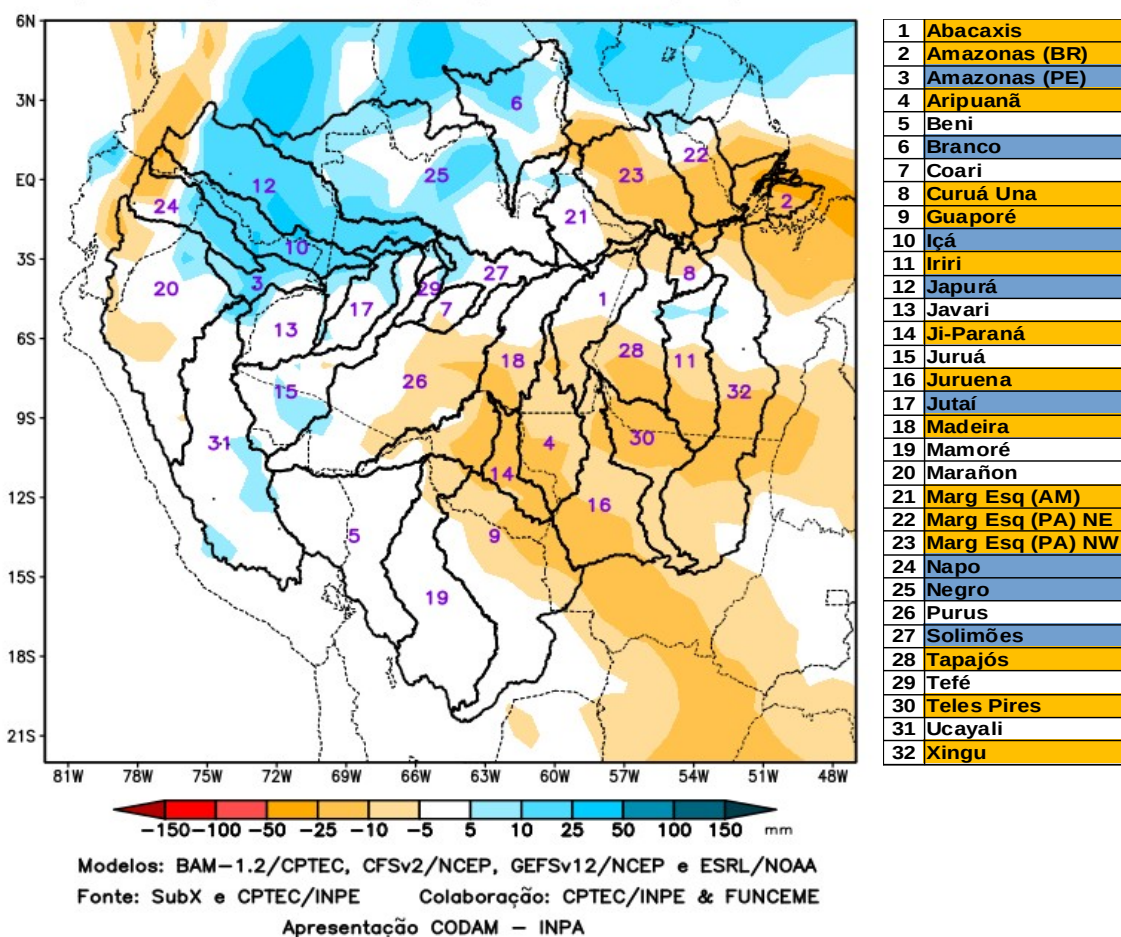 6N
3N
EQ
3S
6S
9S
12S
15S
18S
21S
81W 78W 75W 72W 69W 66W 63W 60W 57W 54W 51W 48W
6
12
25
22
23
24
2
21
10
3
20
27
29
8
17
7
1
13
18
28
11
26
15
32
31
4
30
14
16
5
9
19
-150 -100 -50 -25 -10 -5 5 10 25 50 100 150 mm
Modelos: BAM-1.2/CPTEC, CFSv2/NCEP, GEFSv12/NCEP e ESRL/NOAA
Fonte: SubX e CPTEC/INPE Colaboração: CPTEC/INPE & FUNCEME
Apresentação CODAM - INPA
1 Abacaxis
2 Amazonas (BR)
3 Amazonas (PE)
4 Aripuanã
5 Beni
6 Branco
7 Coari
8 Curuá Una
9 Guaporé
10 Içá
11 Iriri
12 Japurá
13 Javari
14 Ji-Paraná
15 Juruá
16 Juruena
17 Jutaí
18 Madeira
19 Mamoré
20 Marañon
21 Marg Esq (AM)
22 Marg Esq (PA) NE
23 Marg Esq (PA) NW
24 Napo
25 Negro
26 Purus
27 Solimões
28 Tapajós
29 Tefé
30 Teles Pires
31 Ucayali
32 Xingu